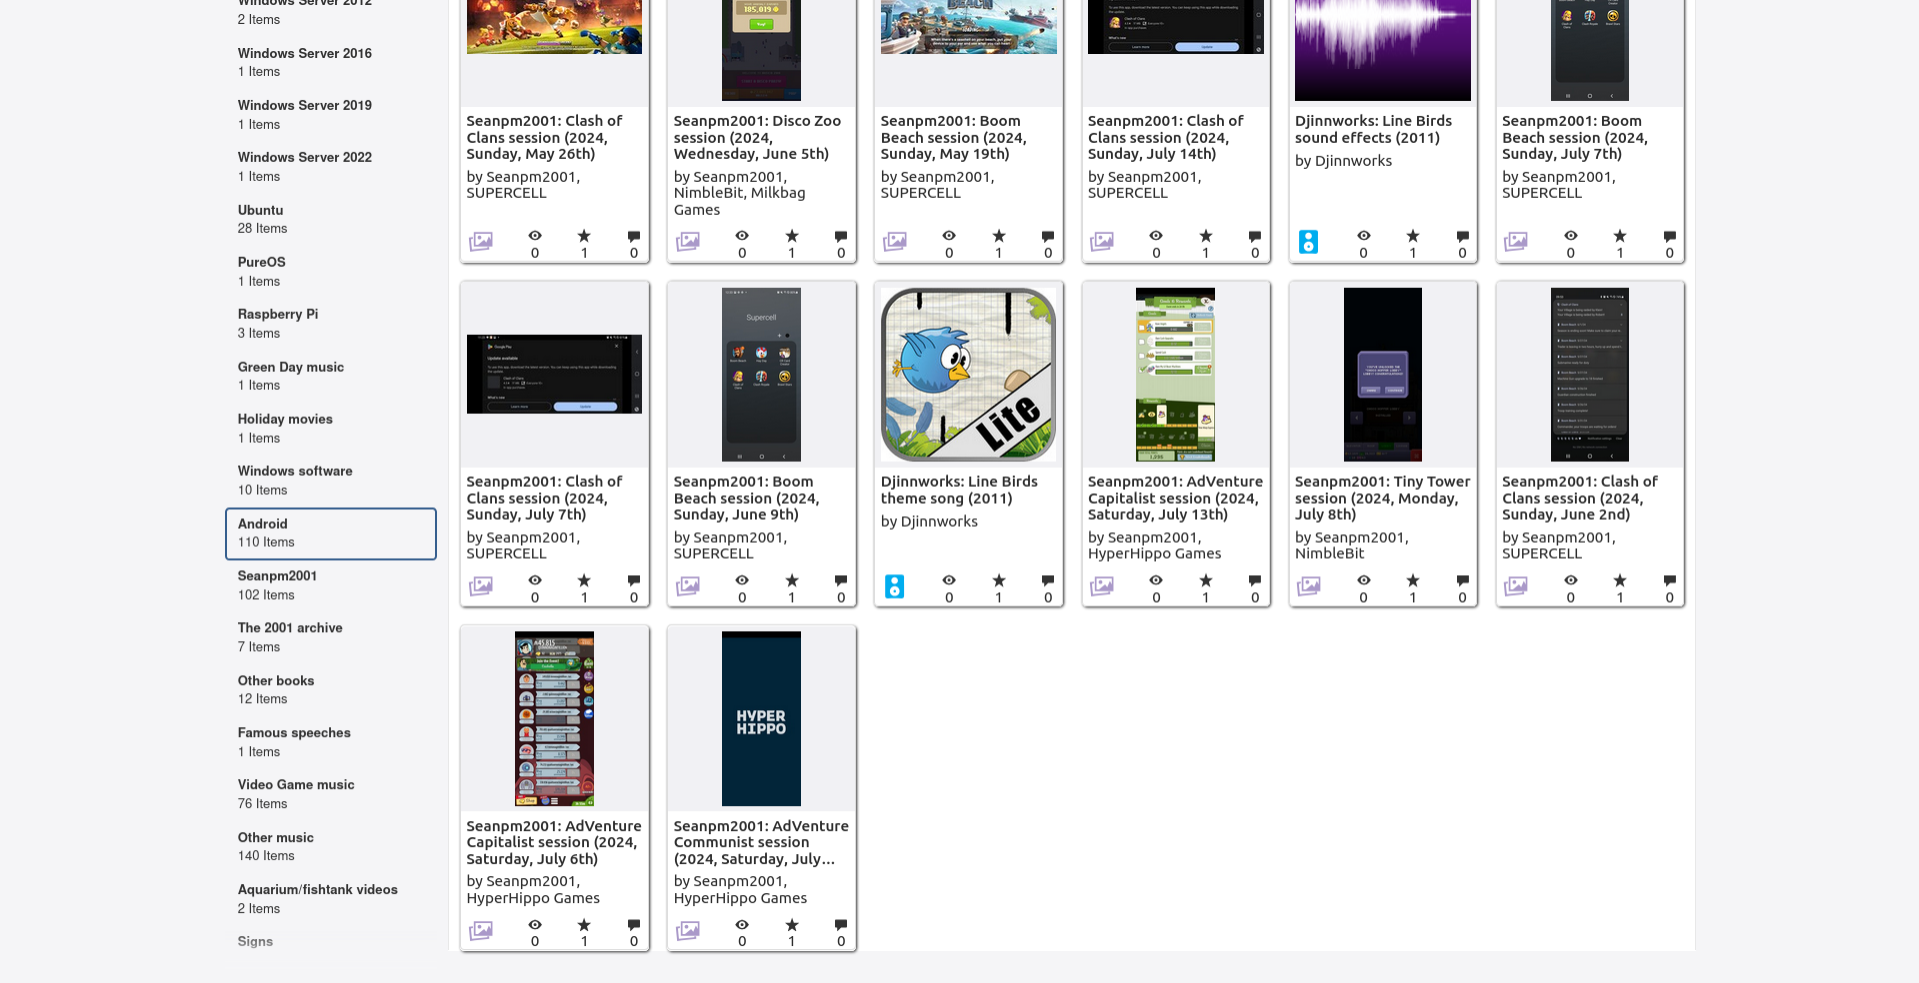 Windows Server 2012
2 Items
Windows Server 2016
1 Items
Windows Server 2019
1 Items
Windows Server 2022
1 Items
Ubuntu
28 Items
PureOS
1 Items
Raspberry Pi
3 Items
Green Day music
1 Items
Holiday movies
1 Items
Windows software
10 Items
Android
110 Items
Seanpm2001
102 Items
The 2001 archive
7 Items
Other books
12 Items
Famous speeches
1 Items
Video Game music
76 Items
Other music
140 Items
Aquarium/fishtank videos
2 Items
Signs
185,019
BEACH
Seanpm2001: Clash of
Clans session (2024,
Sunday, May 26th)
by Seanpm2001,
SUPERCELL
0 1 0
Seanpm2001: Disco Zoo
session (2024,
Wednesday, June 5th)
by Seanpm2001,
NimbleBit, Milkbag
Games
0 1 0
Seanpm2001: Boom
Beach session (2024,
Sunday, May 19th)
by Seanpm2001,
SUPERCELL
0 1 0
Seanpm2001: Clash of
Clans session (2024,
Sunday, July 14th)
by Seanpm2001,
SUPERCELL
0 1 0
Djinnworks: Line Birds
sound effects (2011)
by Djinnworks
0 1 0
Seanpm2001: Boom
Beach session (2024,
Sunday, July 7th)
by Seanpm2001,
SUPERCELL
0 1 0
Google Play
Update available
Learn more
Update
Seanpm2001: Clash of
Clans session (2024,
Sunday, July 7th)
by Seanpm2001,
SUPERCELL
0 1 0
Supercell
Seanpm2001: Boom
Beach session (2024,
Sunday, June 9th)
by Seanpm2001,
SUPERCELL
0 1 0
Lite
Djinnworks: Line Birds
theme song (2011)
by Djinnworks
0 1 0
Seanpm2001: AdVenture
Capitalist session (2024,
Saturday, July 13th)
by Seanpm2001,
HyperHippo Games
0 1 0
Seanpm2001: Tiny Tower
session (2024, Monday,
July 8th)
by Seanpm2001,
NimbleBit
0 1 0
Seanpm2001: Clash of
Clans session (2024,
Sunday, June 2nd)
by Seanpm2001,
SUPERCELL
0 1 0
Seanpm2001: AdVenture
Capitalist session (2024,
Saturday, July 6th)
by Seanpm2001,
HyperHippo Games
0 1 0
HYPER
HIPPO
Seanpm2001: AdVenture
Communist session
(2024, Saturday, July...
by Seanpm2001,
HyperHippo Games
0 1 0